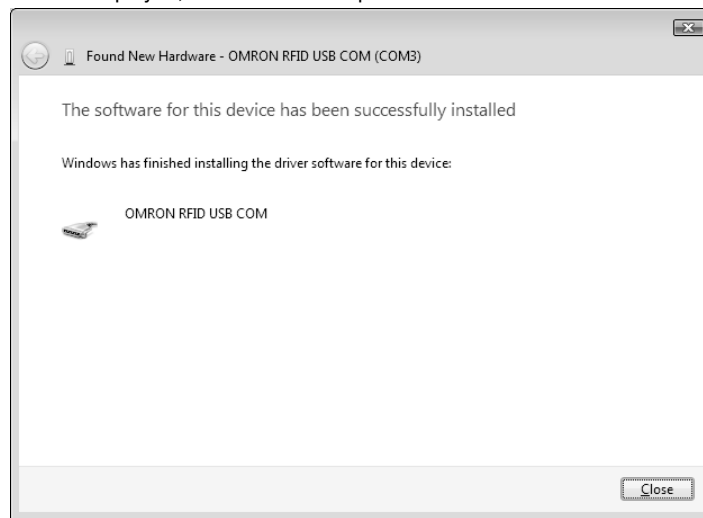 Found New Hardware - OMRON RFID USB COM (COM3)
The software for this device has been successfully installed
Windows has finished installing the driver software for this device:
OMRON RFID USB COM
Close